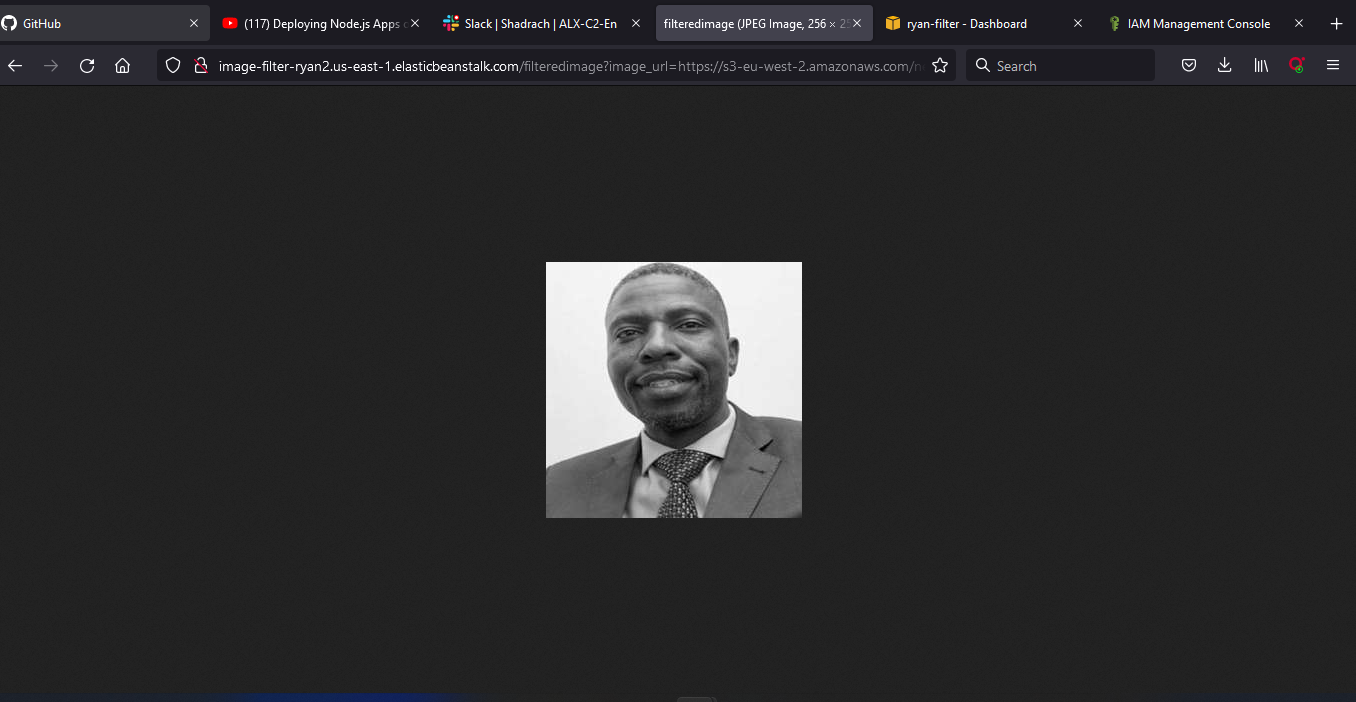 GitHub
(117) Deploying Node.js Apps
Slack | Shadrach | ALX-C2-En
filteredimage (JPEG Image, 256 × 25
ryan-filter - Dashboard
IAM Management Console
image-filter-ryan2.us-east-1.elasticbeanstalk.com/filteredimage?image_url=https://s3-eu-west-2.amazonaws.com/
Search